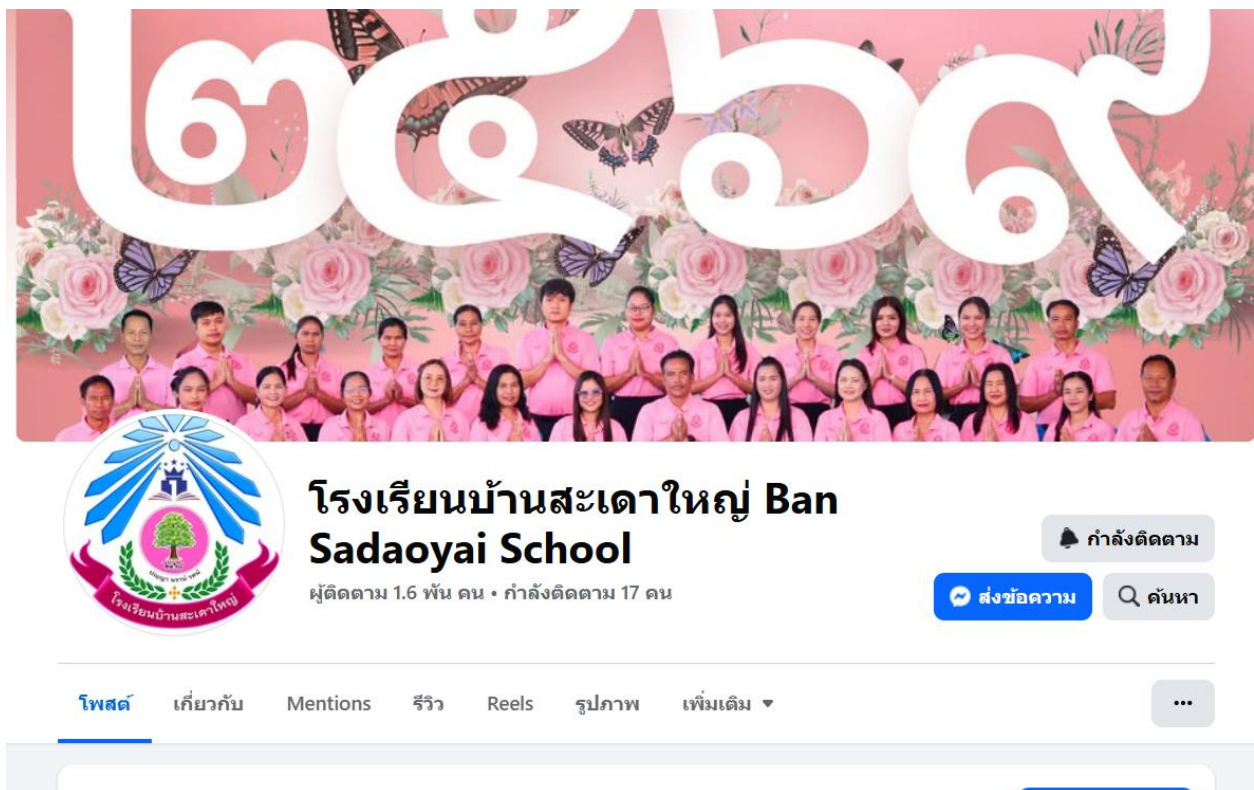 ๒๕๖๙
โรงเรียนบ้านสะเดาใหญ่ Ban
Sadaoyai School
ผู้ติดตาม 1.6 พัน คน • กำลังติดตาม 17 คน
กำลังติดตาม
ส่งข้อความ
ค้นหา
โรงเรียนบ้านสะเดาใหญ่
โพสต์ เกี่ยวกับ Mentions รีวิว Reels รูปภาพ เพิ่มเติม